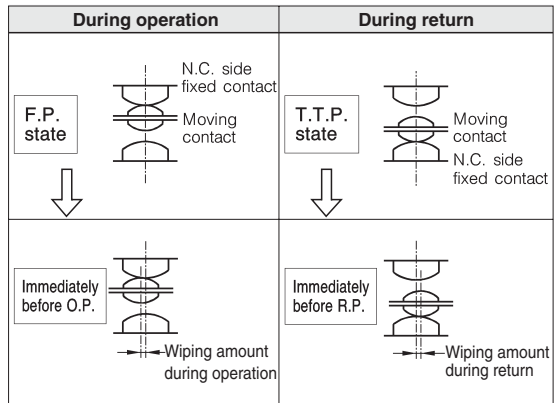 During operation
During return
F.P.
state
N.C. side
fixed contact
Moving
contact
T.T.P.
state
Moving
contact
N.C. side
fixed contact
Immediately
before O.P.
Wiping amount
during operation
Immediately
before R.P.
Wiping amount
during return